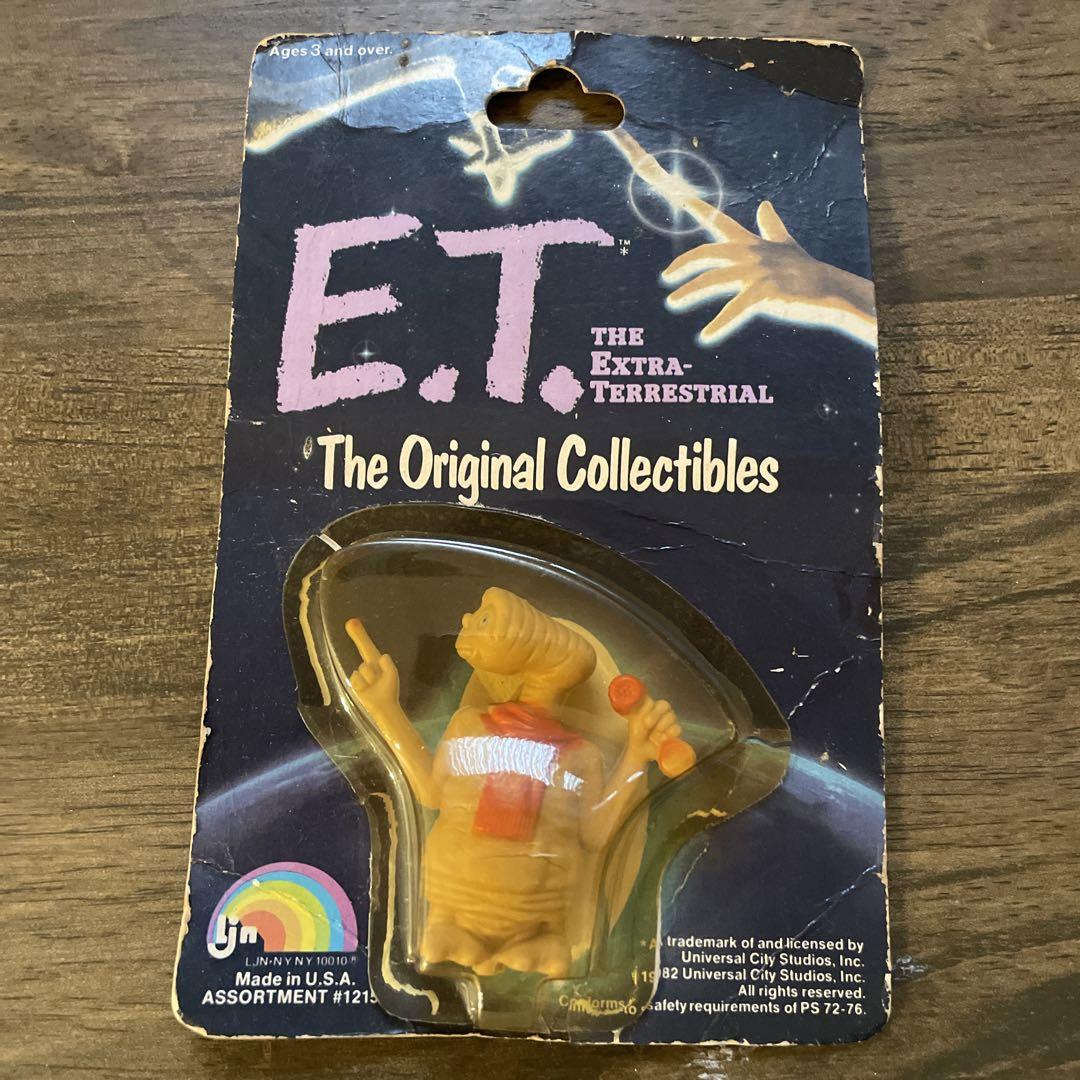 Ages 3 and over.
E.T.
™
*
THE
EXTRA-
TERRESTRIAL
The Original Collectibles
LJN
LJN·NY NY 10010
Made in U.S.A.
ASSORTMENT #1215
* A trademark of and licensed by
Universal City Studios, Inc.
1982 Universal City Studios, Inc.
All rights reserved.
Conforms to safety requirements of PS 72-76.